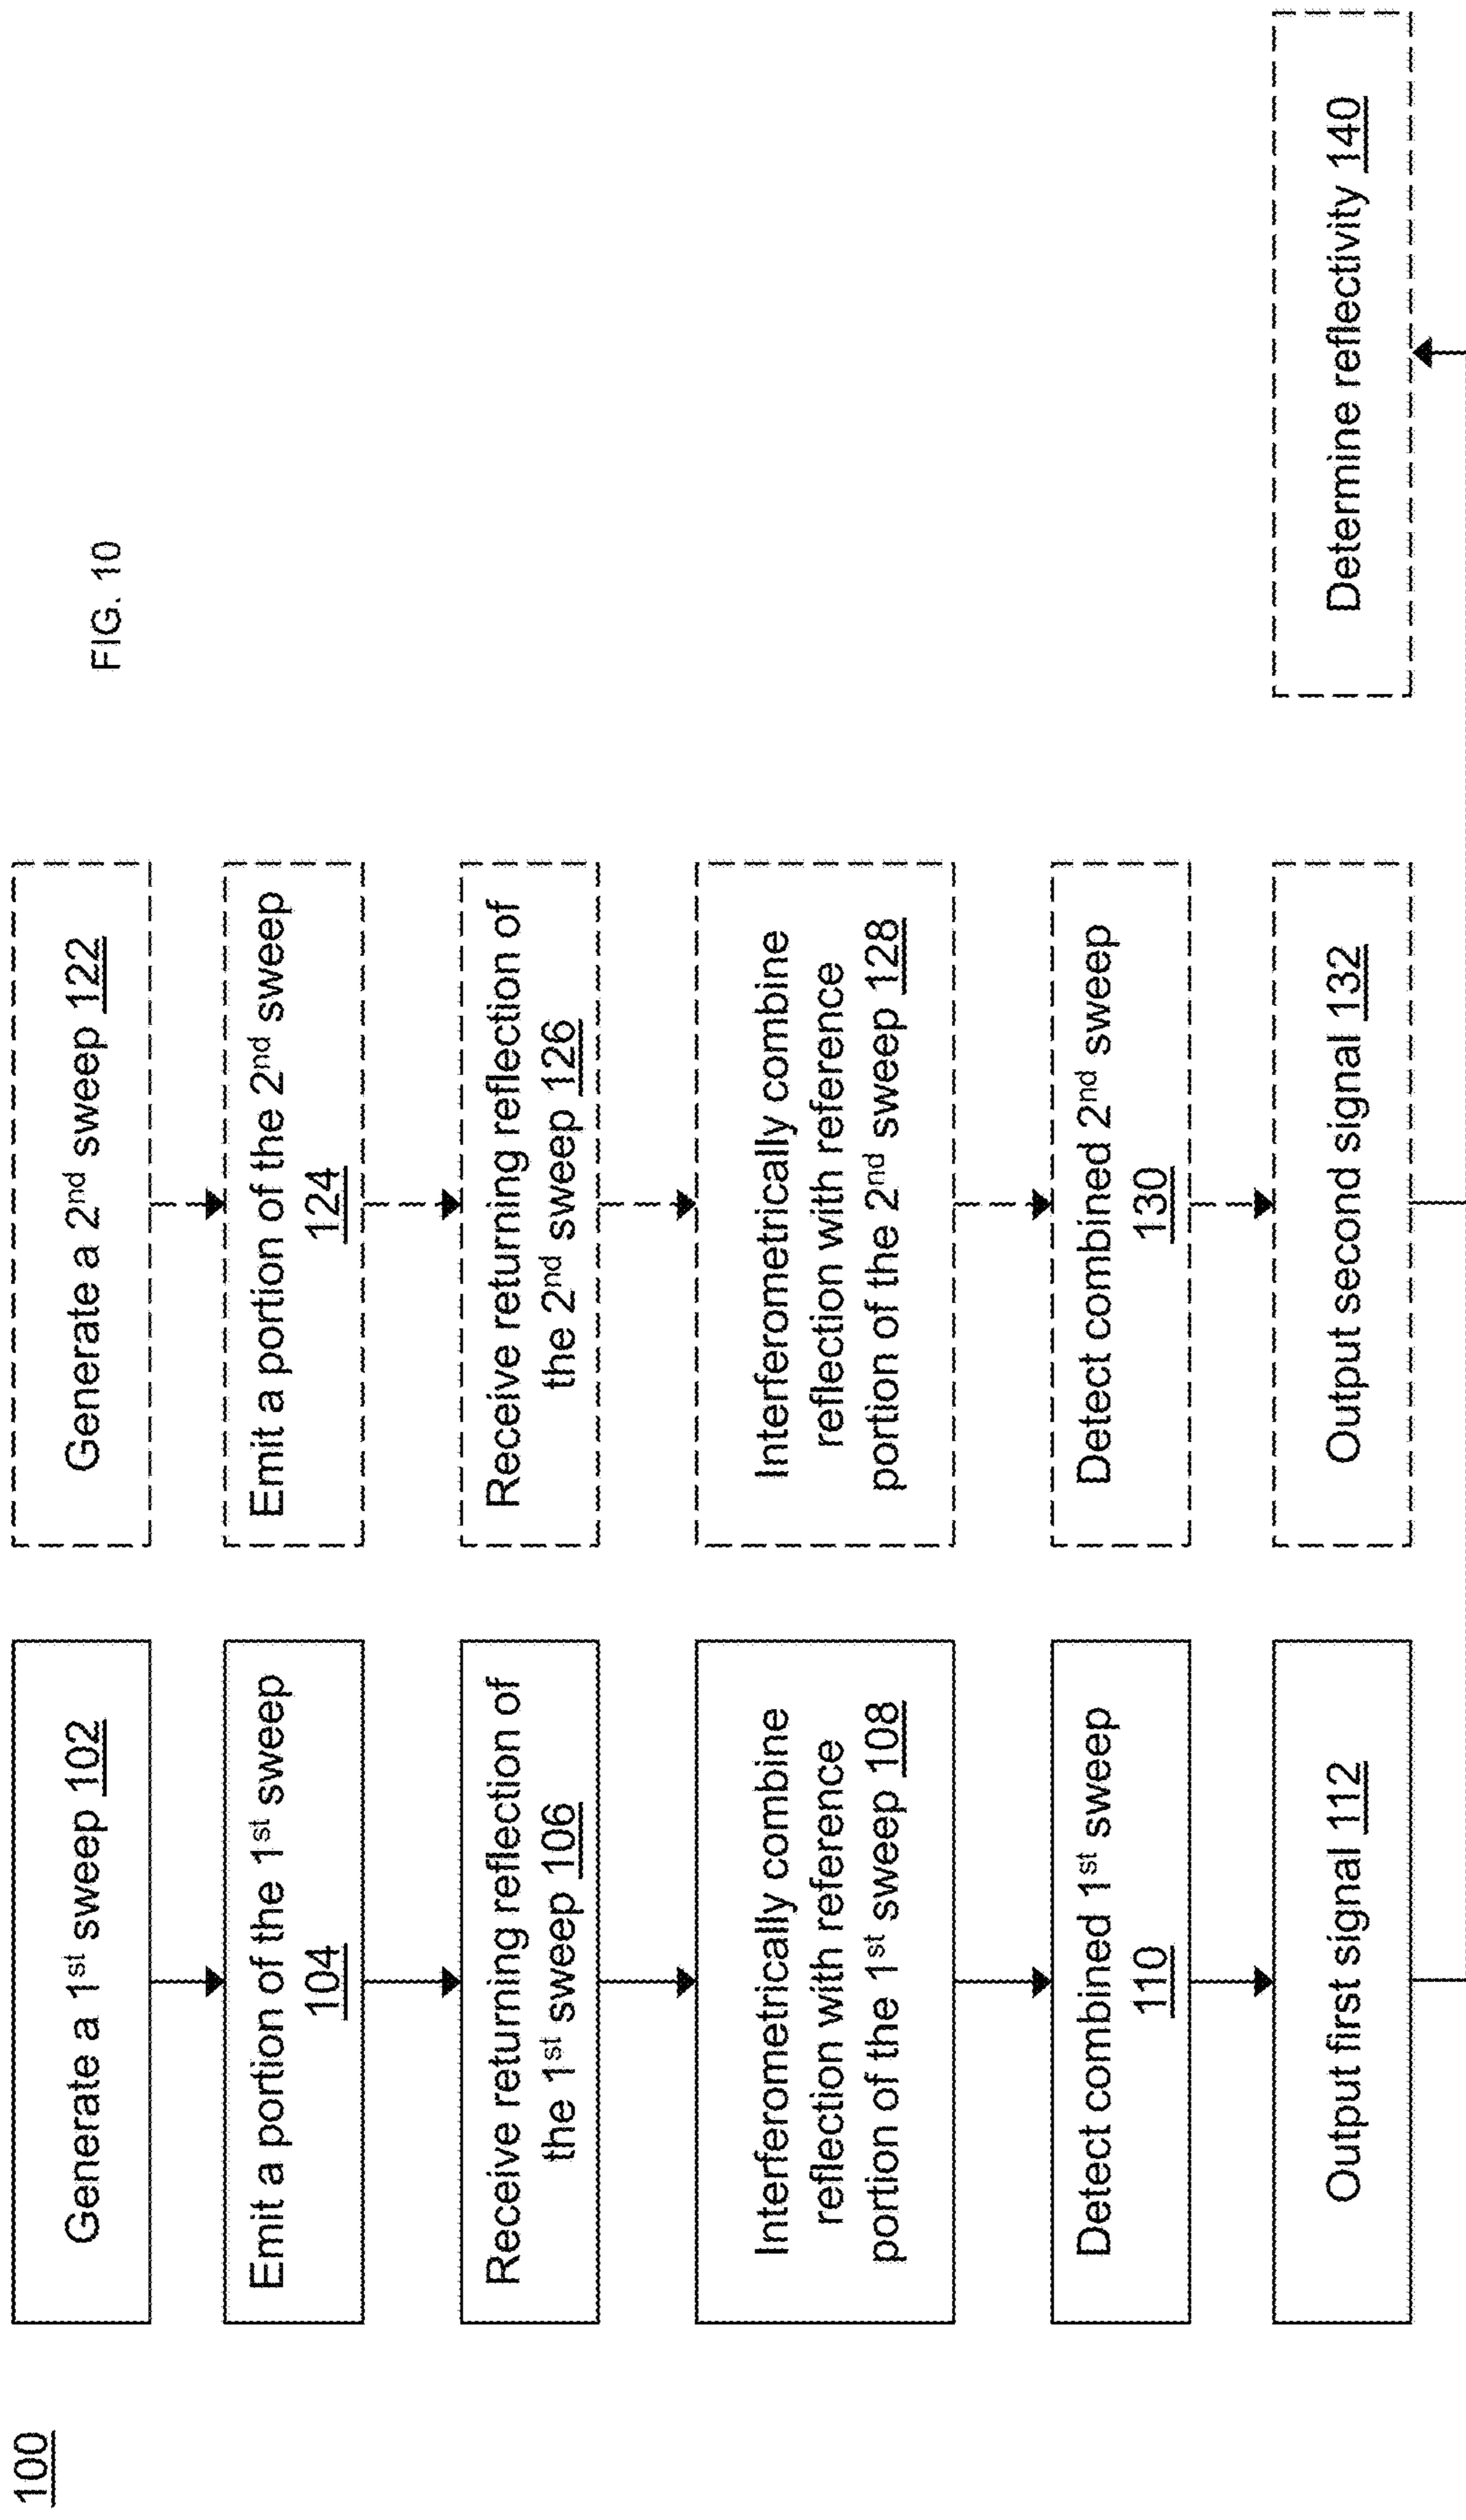 100
Generate a 1st sweep 102
Emit a portion of the 1st sweep
104
Receive returning reflection of
the 1st sweep 106
Interferometrically combine
reflection with reference
portion of the 1st sweep 108
Detect combined 1st sweep
110
Output first signal 112
Generate a 2nd sweep 122
Emit a portion of the 2nd sweep
124
Receive returning reflection of
the 2nd sweep 126
Interferometrically combine
reflection with reference
portion of the 2nd sweep 128
Detect combined 2nd sweep
130
Output second signal 132
FIG. 10
Determine reflectivity 140